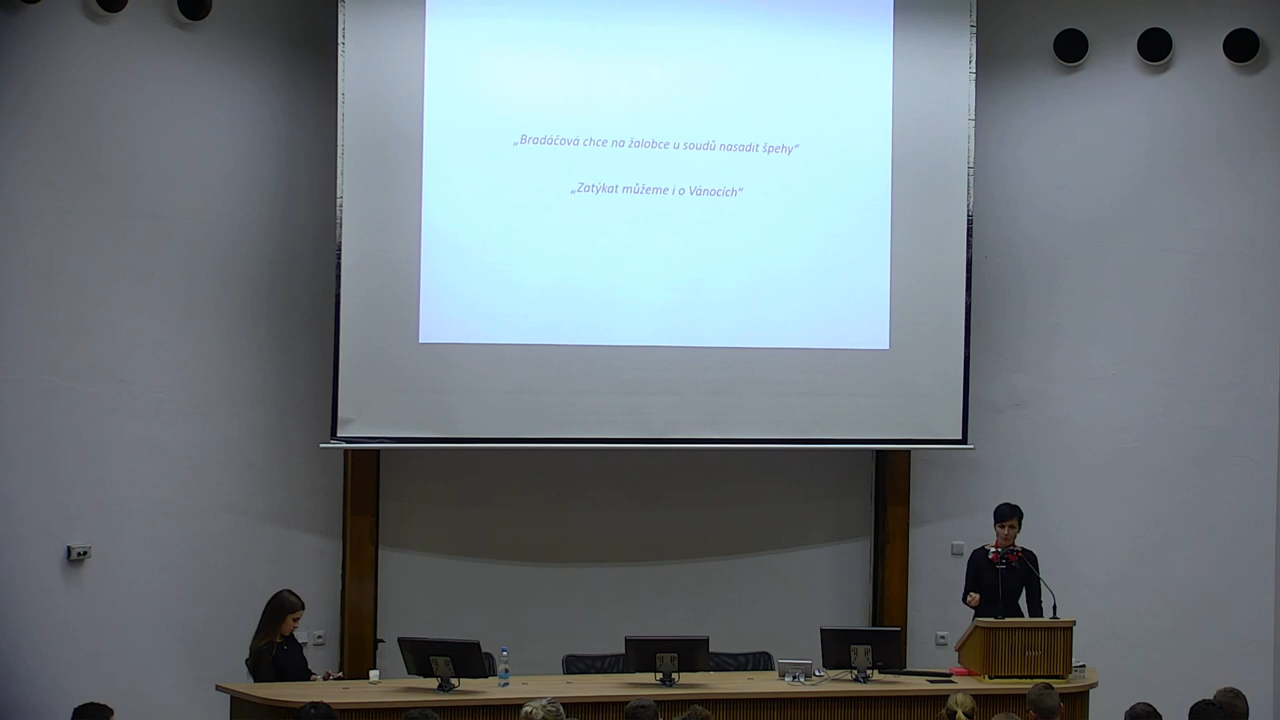 „Bradáčová chce na žalobce u soudů nasadit špehy“
„Zatýkat můžeme i o Vánocích“